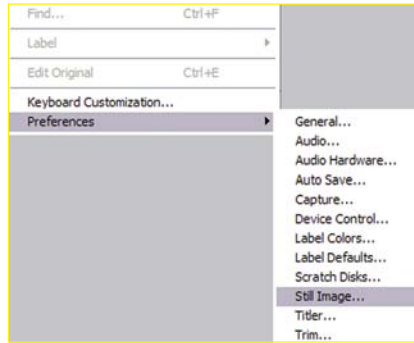 Find... Ctrl+F
Label
Edit Original Ctrl+E
Keyboard Customization...
Preferences
General...
Audio...
Audio Hardware...
Auto Save...
Capture...
Device Control...
Label Colors...
Label Defaults...
Scratch Disks...
Still Image...
Titler...
Trim...